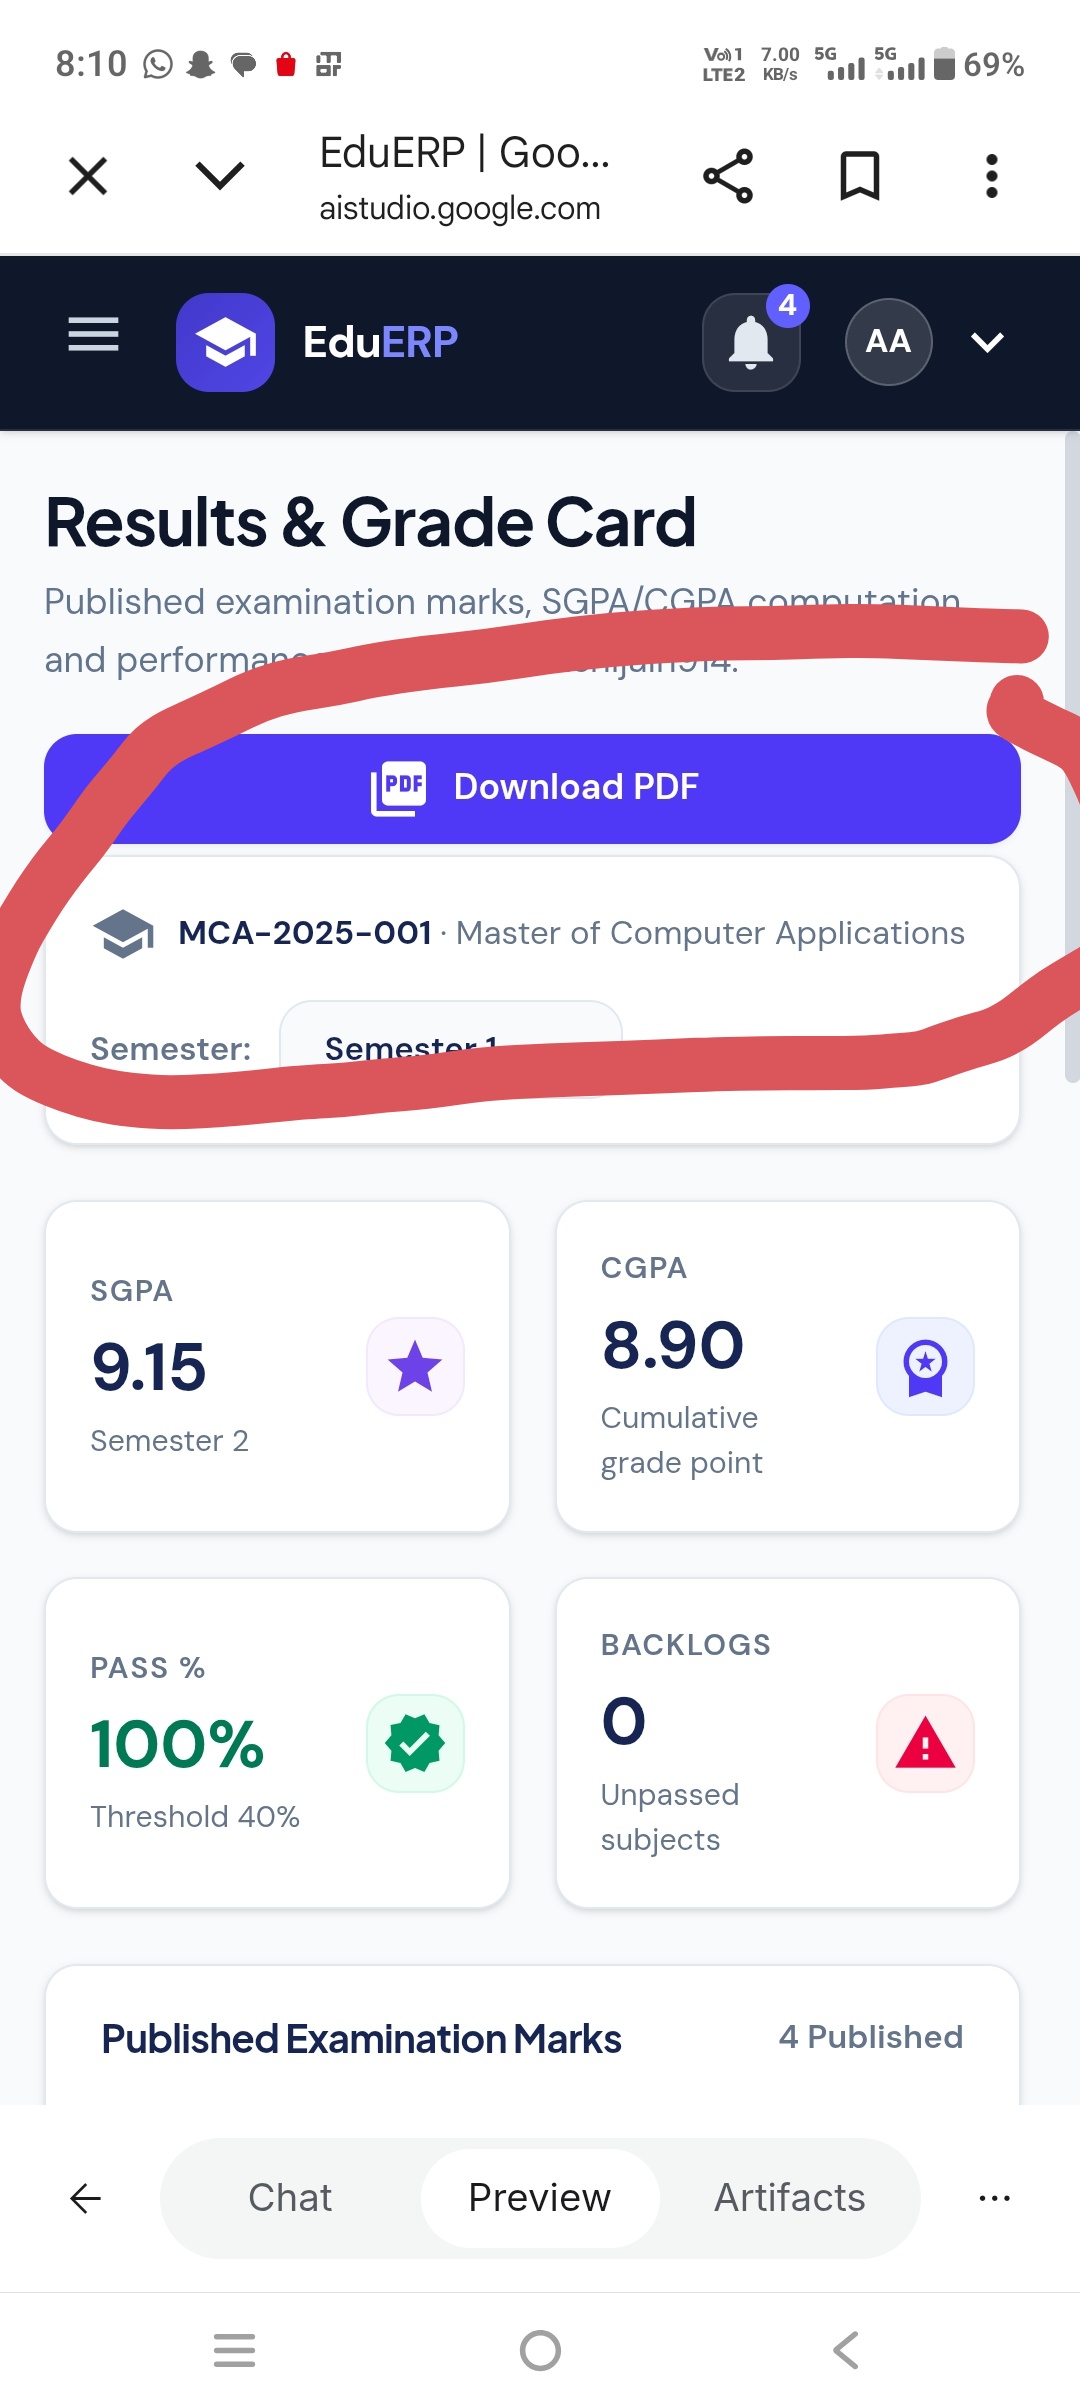 8:10
Vo) 1
LTE2
7.00
KB/s
5G
5G
69%
EduERP | Goo...
aistudio.google.com
EduERP
4
AA
Results & Grade Card
Published examination marks, SGPA/CGPA computation
and
PDF
Download PDF
MCA-2025-001 · Master of Computer Applications
Semester:
Semester 1
SGPA
9.15
Semester 2
CGPA
8.90
Cumulative
grade point
PASS %
100%
Threshold 40%
BACKLOGS
0
Unpassed
subjects
Published Examination Marks
4 Published
Chat
Preview
Artifacts